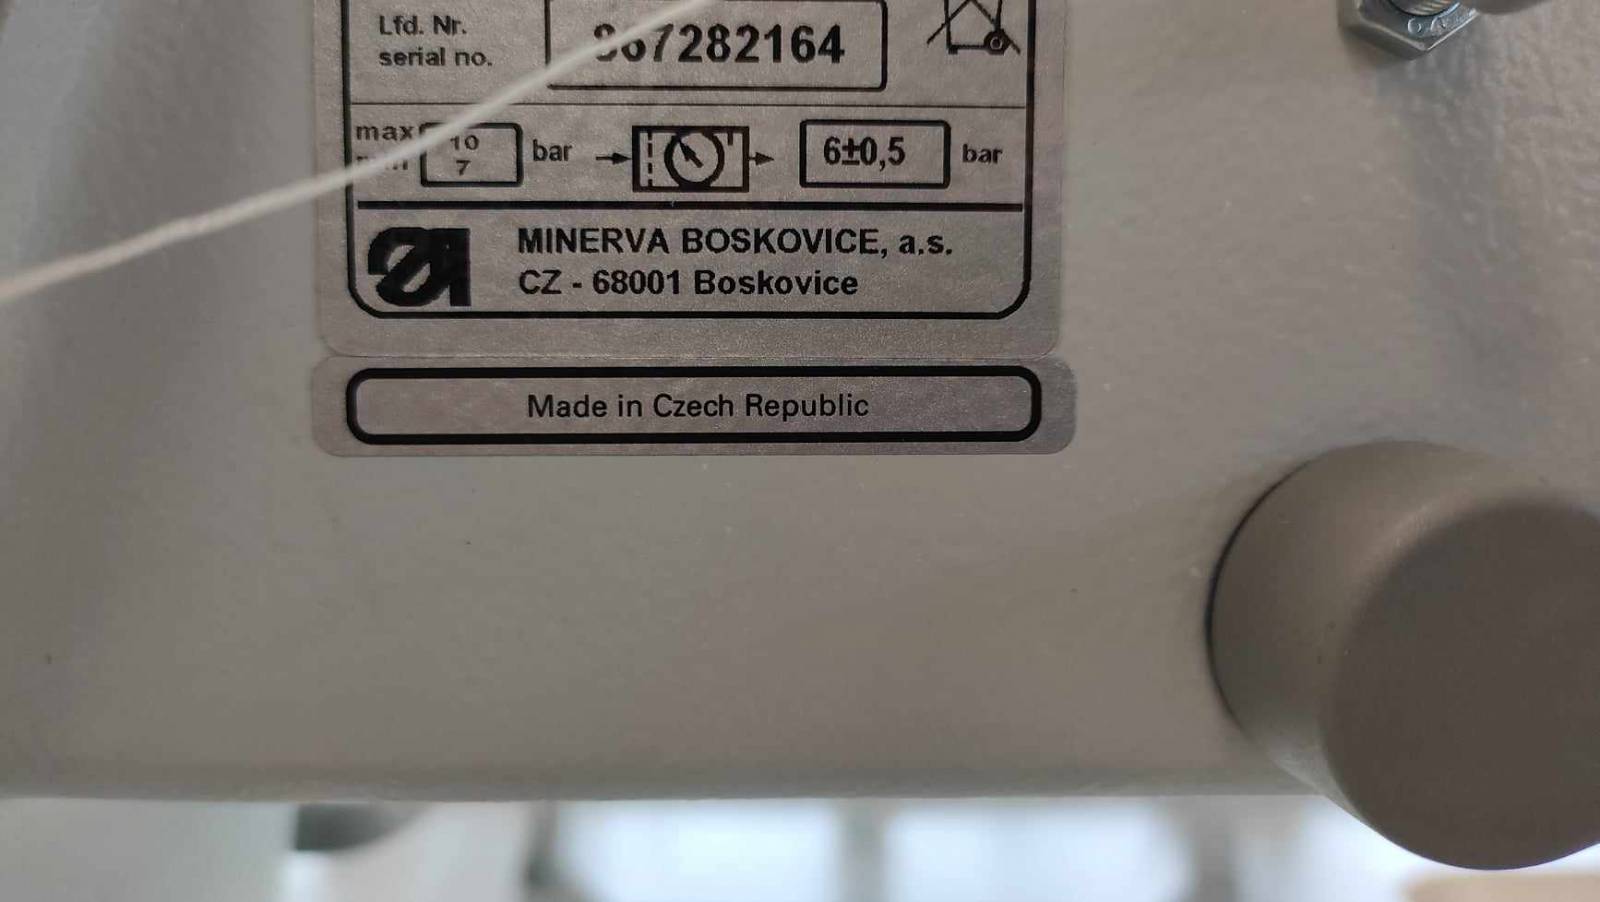 Lfd. Nr.
serial no.
867282164
max
10
7
bar
6±0,5
bar
MINERVA BOSKOVICE, a.s.
CZ - 68001 Boskovice
Made in Czech Republic